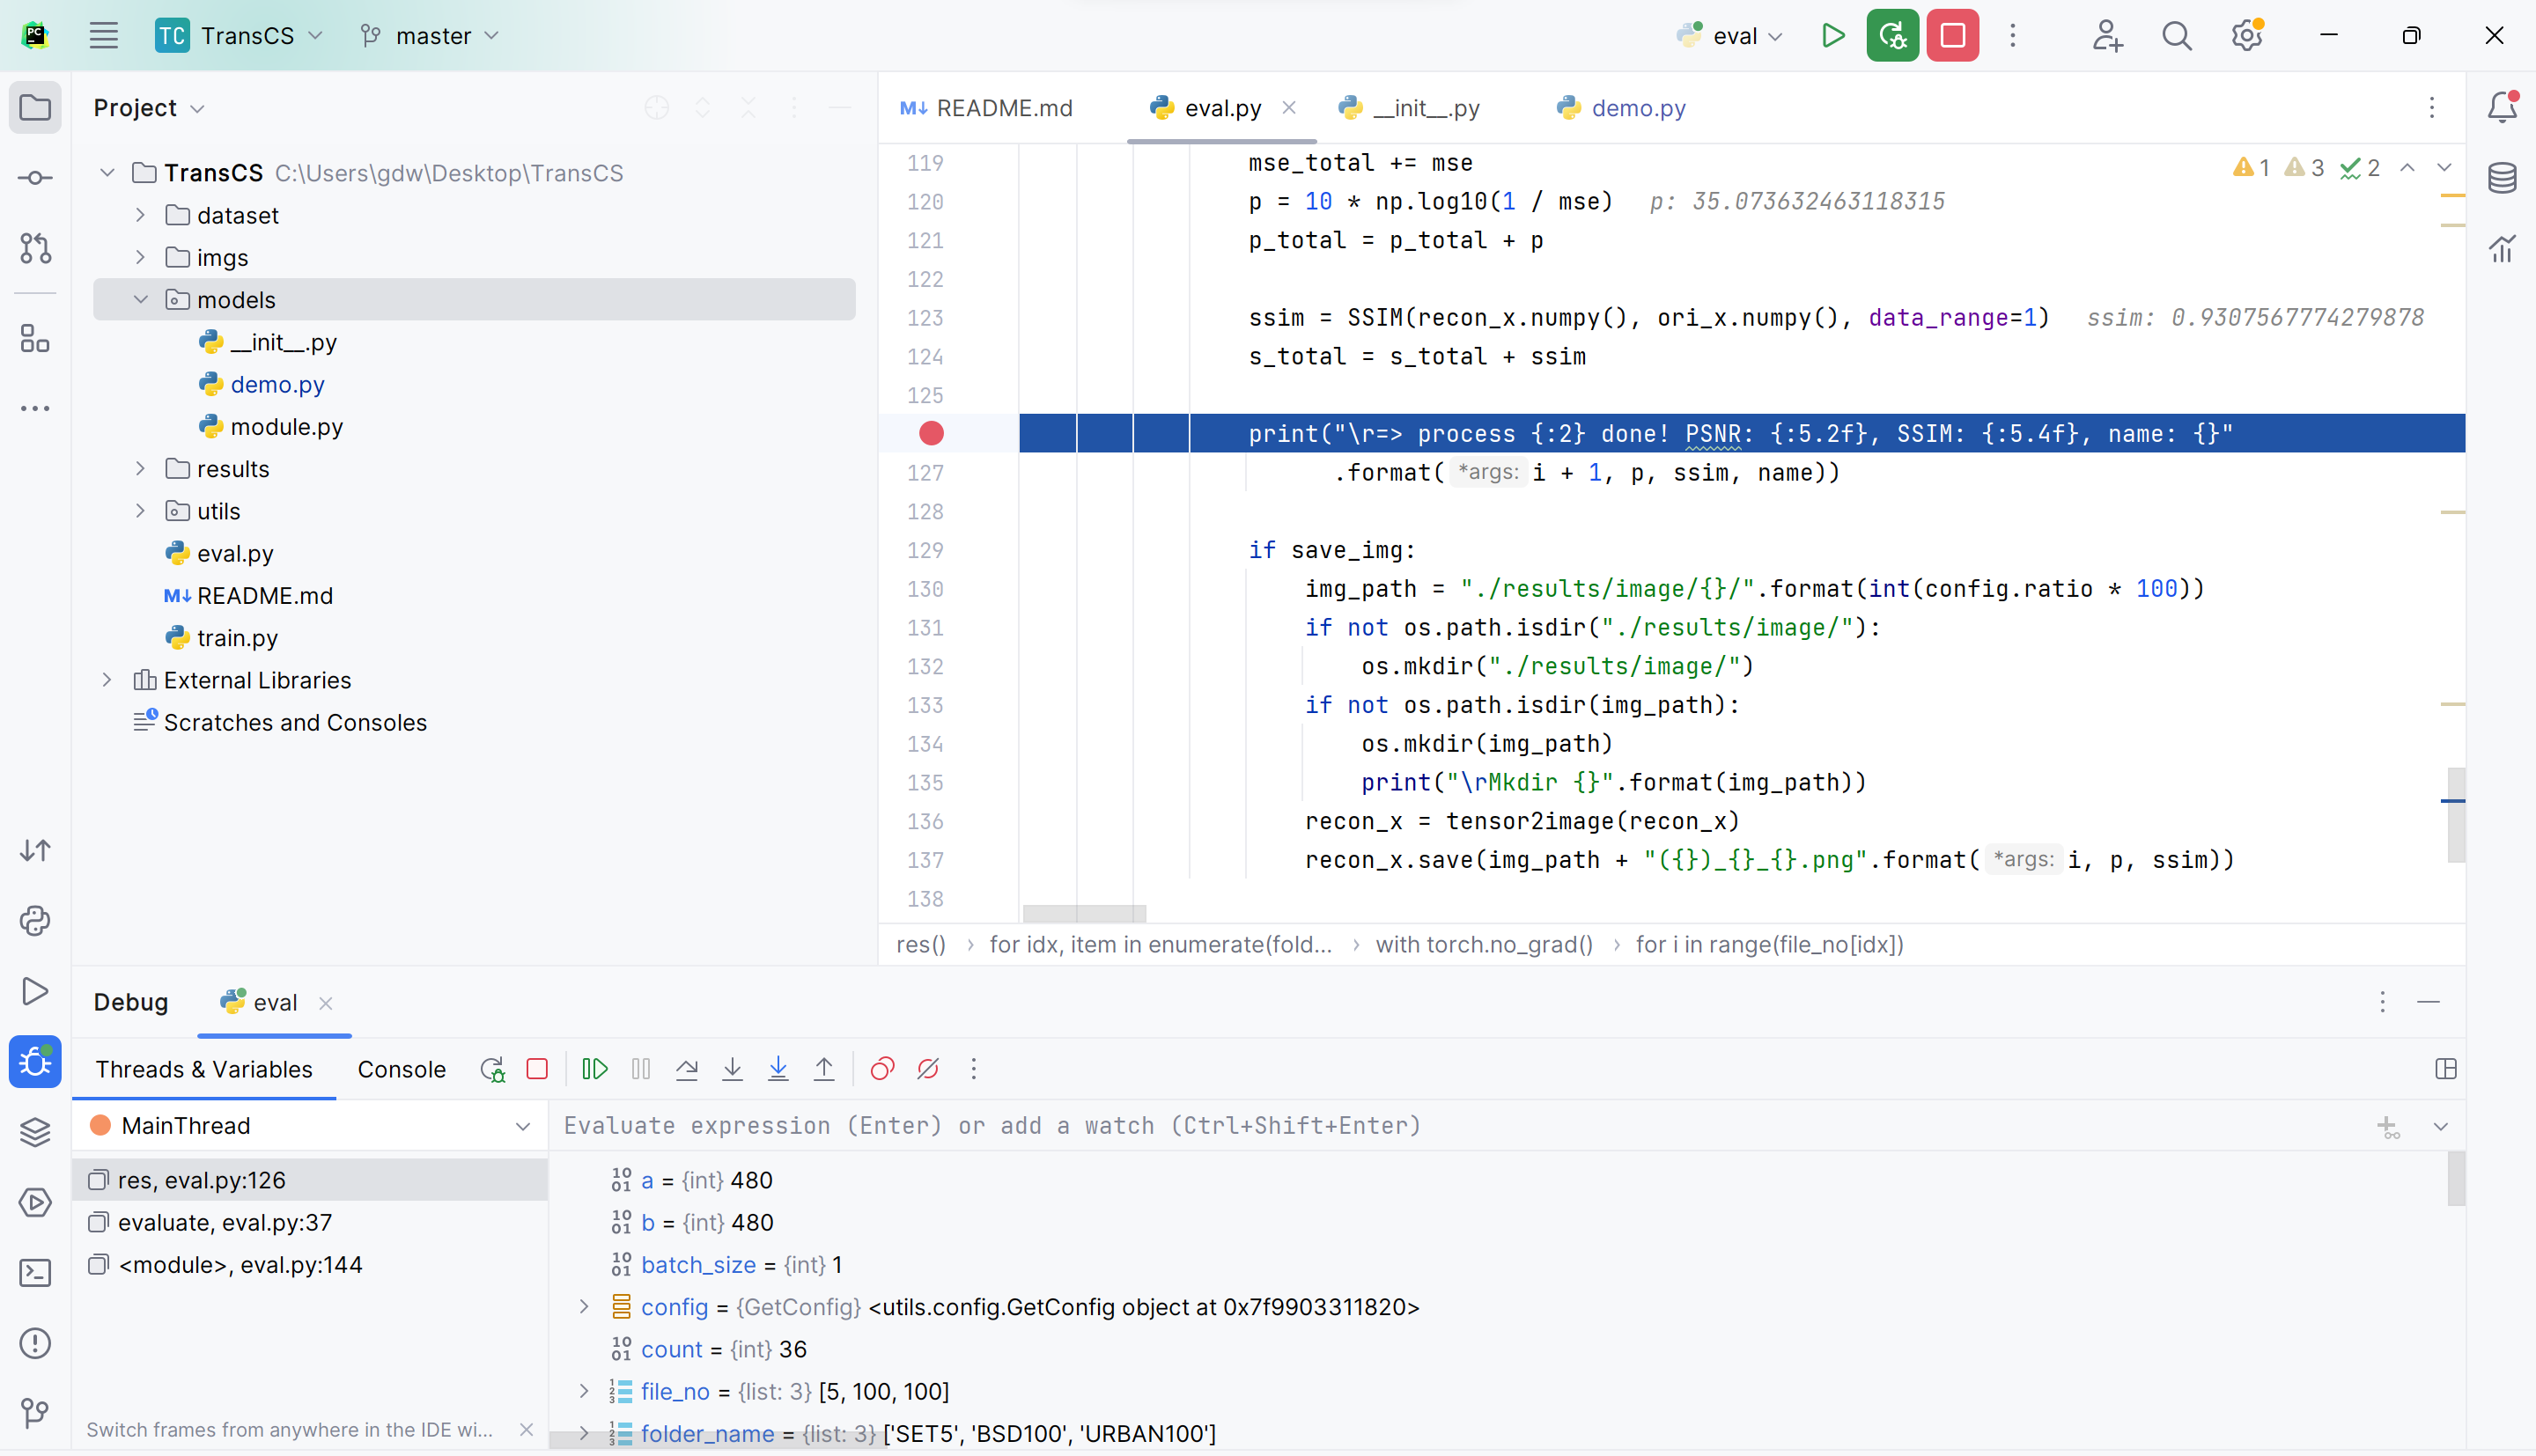 PC
TC TransCS
master
eval
Project
TransCS C:\Users\gdw\Desktop\TransCS
dataset
imgs
models
__init__.py
demo.py
module.py
results
utils
eval.py
M↓ README.md
train.py
External Libraries
Scratches and Consoles
M↓ README.md
eval.py
__init__.py
demo.py
1 3 2
119 mse_total += mse
120 p = 10 * np.log10(1 / mse) p: 35.073632463118315
121 p_total = p_total + p
122
123 ssim = SSIM(recon_x.numpy(), ori_x.numpy(), data_range=1) ssim: 0.9307567774279878
124 s_total = s_total + ssim
125
print("\r=> process {:2} done! PSNR: {:5.2f}, SSIM: {:5.4f}, name: {}"
127 .format( *args: i + 1, p, ssim, name))
128
129 if save_img:
130 img_path = "./results/image/{}/".format(int(config.ratio * 100))
131 if not os.path.isdir("./results/image/"):
132 os.mkdir("./results/image/")
133 if not os.path.isdir(img_path):
134 os.mkdir(img_path)
135 print("\rMkdir {}".format(img_path))
136 recon_x = tensor2image(recon_x)
137 recon_x.save(img_path + "({})_{}_{}.png".format( *args: i, p, ssim))
138
res() › for idx, item in enumerate(fold... › with torch.no_grad() › for i in range(file_no[idx])
Debug
eval
Threads & Variables
Console
MainThread
res, eval.py:126
evaluate, eval.py:37
<module>, eval.py:144
Switch frames from anywhere in the IDE wi...
Evaluate expression (Enter) or add a watch (Ctrl+Shift+Enter)
a = {int} 480
b = {int} 480
batch_size = {int} 1
config = {GetConfig} <utils.config.GetConfig object at 0x7f9903311820>
count = {int} 36
file_no = {list: 3} [5, 100, 100]
folder_name = {list: 3} ['SET5', 'BSD100', 'URBAN100']